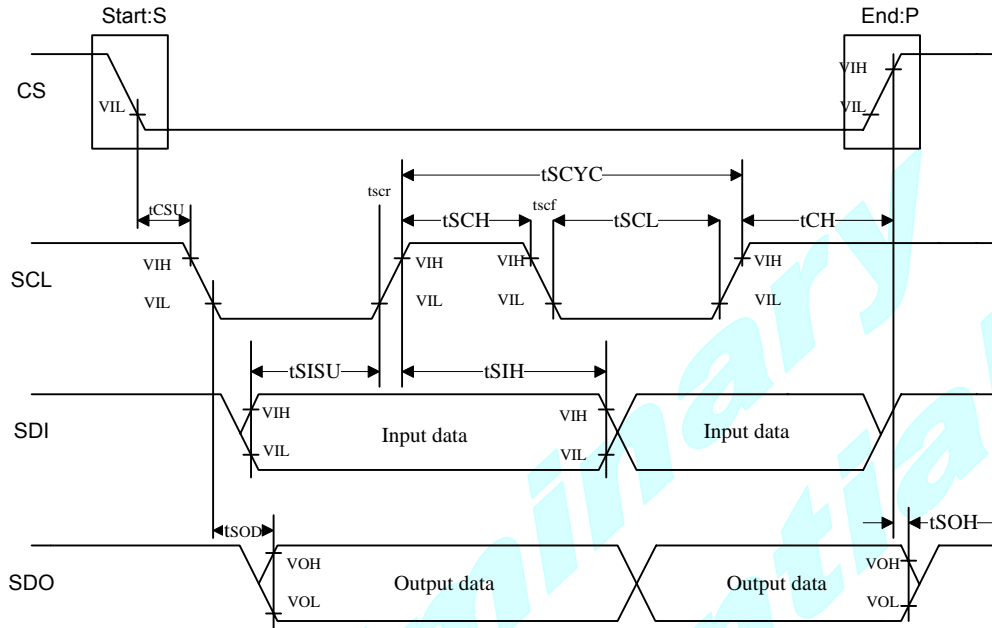 Start:S
End:P
CS
VIL
VIH
VIL
tSCYC
tscr
tCSU
tSCH
tscf
tSCL
tCH
SCL
VIH
VIH
VIH
VIH
VIL
VIL
VIL
VIL
tSISU
tSIH
SDI
VIH
VIH
Input data
Input data
VIL
VIL
tSOD
tSOH
SDO
VOH
VOH
Output data
Output data
VOL
VOL